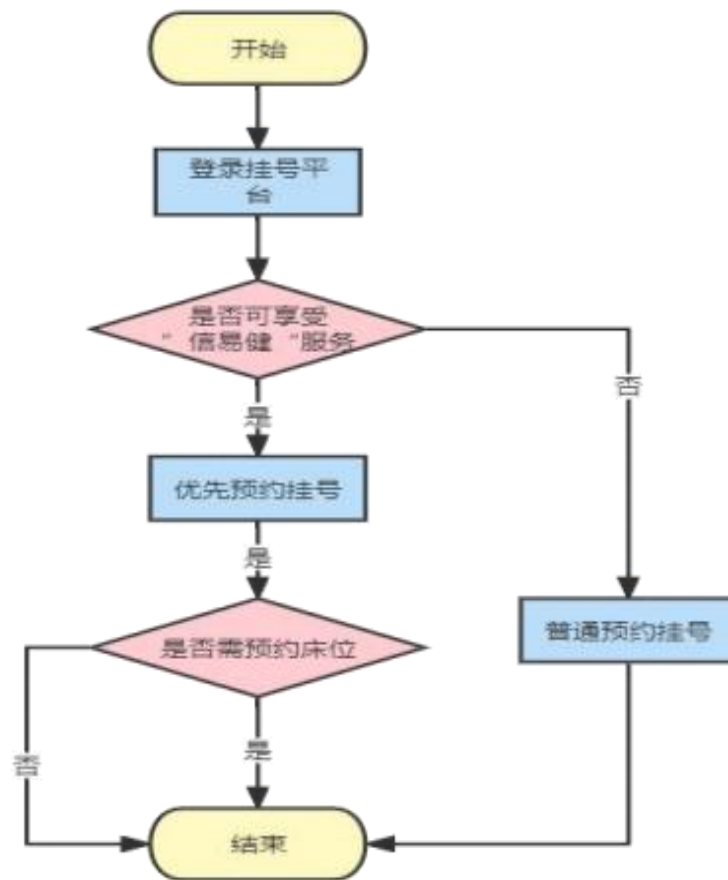 开始
登录挂号平
台
是否可享受
”信易健“服务
是
否
优先预约挂号
是
普通预约挂号
是否需预约床位
是
否
结束